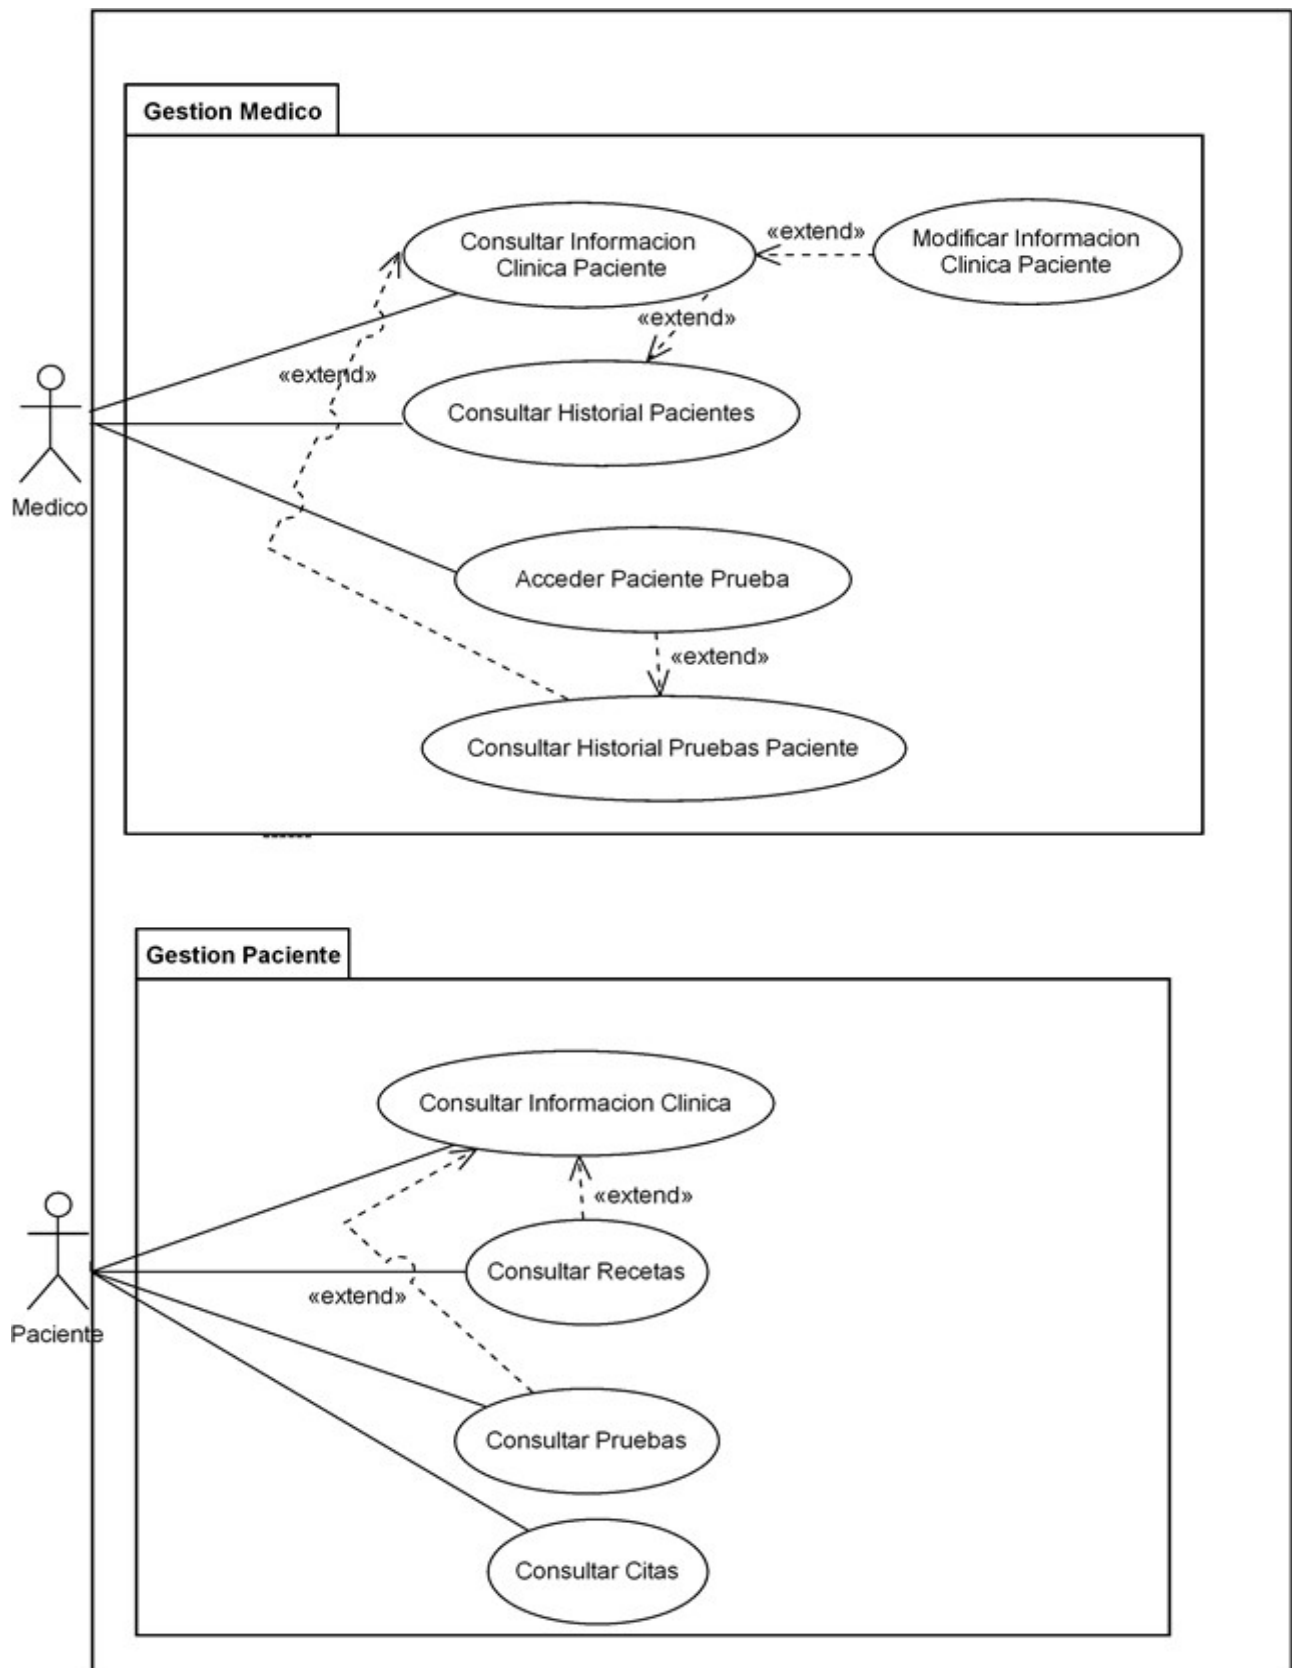 Gestion Medico
Consultar Informacion
Clinica Paciente
«extend»
Modificar Informacion
Clinica Paciente
«extend»
«extend»
Consultar Historial Pacientes
Medico
Acceder Paciente Prueba
«extend»
Consultar Historial Pruebas Paciente
Gestion Paciente
Consultar Informacion Clinica
«extend»
Consultar Recetas
«extend»
Paciente
Consultar Pruebas
Consultar Citas